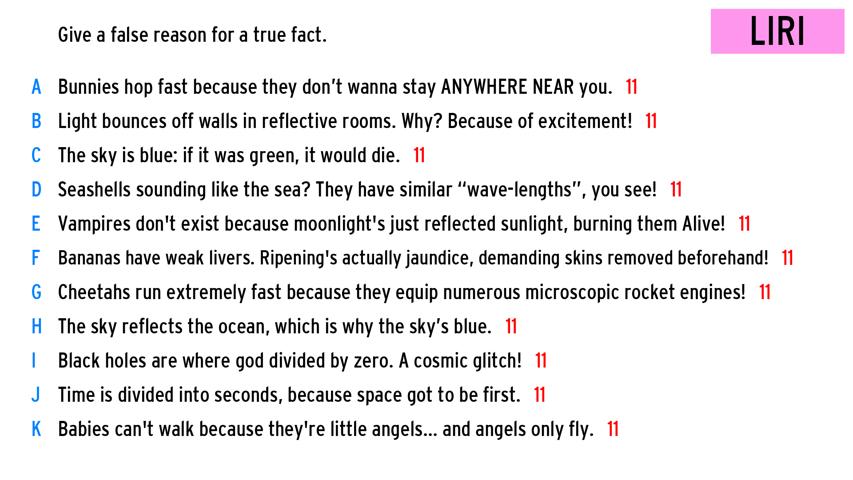 Give a false reason for a true fact.
LIRI
A Bunnies hop fast because they don't wanna stay ANYWHERE NEAR you. 11
B Light bounces off walls in reflective rooms. Why? Because of excitement! 11
C The sky is blue: if it was green, it would die. 11
D Seashells sounding like the sea? They have similar “wave-lengths”, you see! 11
E Vampires don't exist because moonlight's just reflected sunlight, burning them Alive! 11
F Bananas have weak livers. Ripening's actually jaundice, demanding skins removed beforehand! 11
G Cheetahs run extremely fast because they equip numerous microscopic rocket engines! 11
H The sky reflects the ocean, which is why the sky's blue. 11
I Black holes are where god divided by zero. A cosmic glitch! 11
J Time is divided into seconds, because space got to be first. 11
K Babies can't walk because they're little angels... and angels only fly. 11